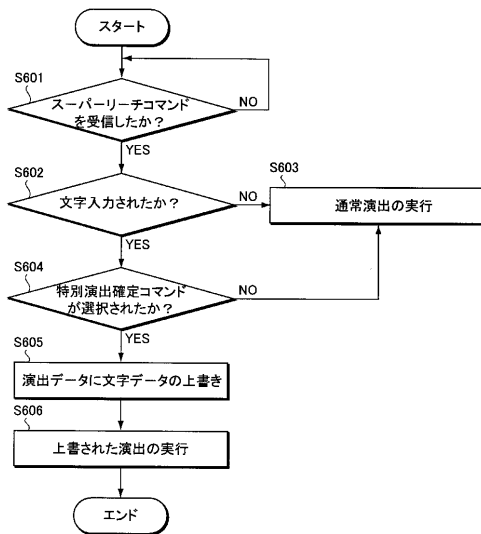 スタート
S601
スーパーリーチコマンド
を受信したか？
NO
YES
S602
文字入力されたか？
NO
YES
S603
通常演出の実行
S604
特別演出確定コマンド
が選択されたか？
NO
YES
S605
演出データに文字データの上書き
S606
上書された演出の実行
エンド